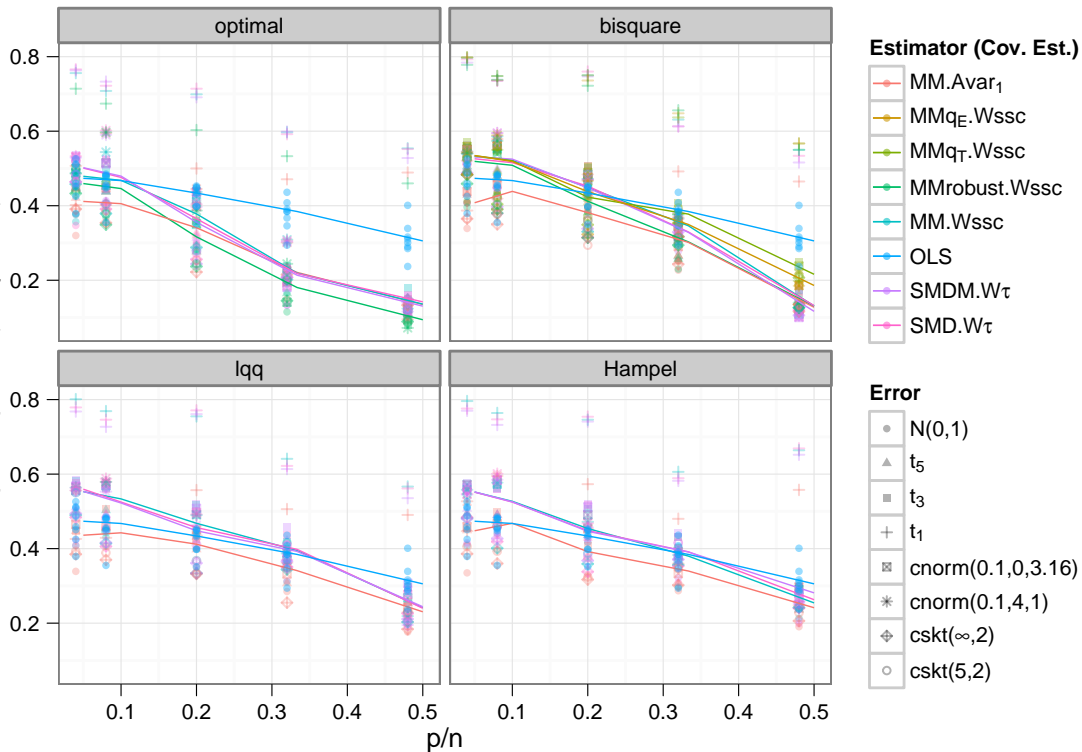 optimal
bisquare
0.8
0.6
0.4
0.2
lqq
Hampel
0.8
0.6
0.4
0.2
0.1 0.2 0.3 0.4 0.5
0.1 0.2 0.3 0.4 0.5
p/n
Estimator (Cov. Est.)
MM.Avar₁
MMqE.Wssc
MMqT.Wssc
MMrobust.Wssc
MM.Wssc
OLS
SMDM.Wτ
SMD.Wτ
Error
N(0,1)
t₅
t₃
t₁
cnorm(0.1,0,3.16)
cnorm(0.1,4,1)
cskt(∞,2)
cskt(5,2)